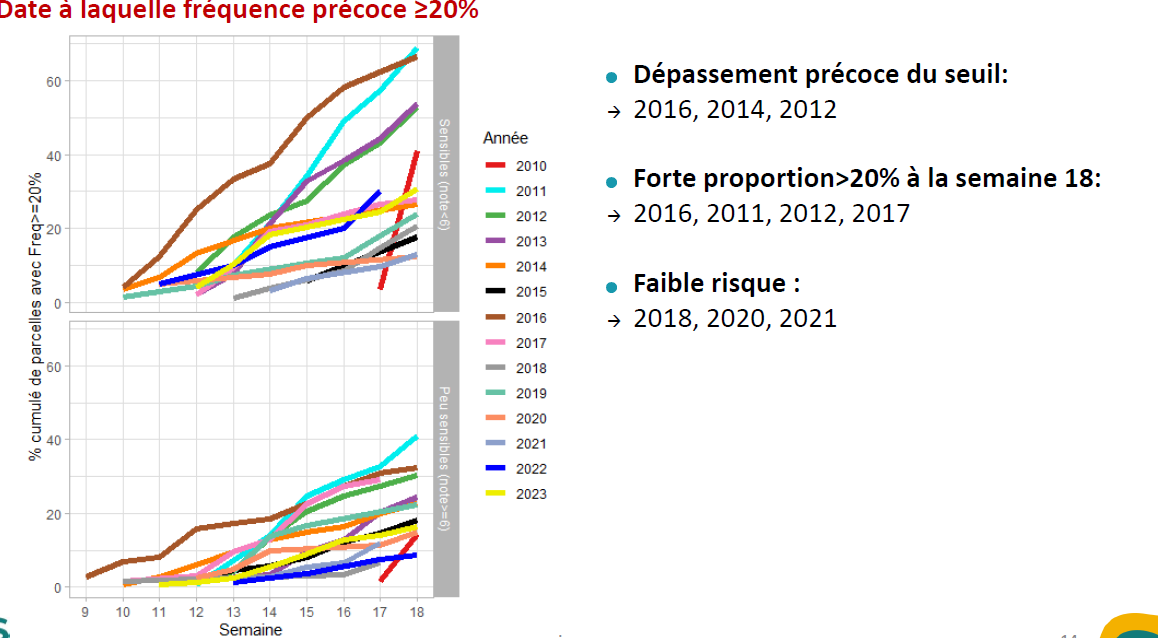 Date à laquelle fréquence précoce ≥20%
% cumulé de parcelles avec Freq>=20%
60
40
20
0
Sensibles (note<6)
60
40
20
0
Peu sensibles (note>=6)
9 10 11 12 13 14 15 16 17 18
Semaine
Année
2010
2011
2012
2013
2014
2015
2016
2017
2018
2019
2020
2021
2022
2023
• Dépassement précoce du seuil:
→ 2016, 2014, 2012
• Forte proportion>20% à la semaine 18:
→ 2016, 2011, 2012, 2017
• Faible risque :
→ 2018, 2020, 2021